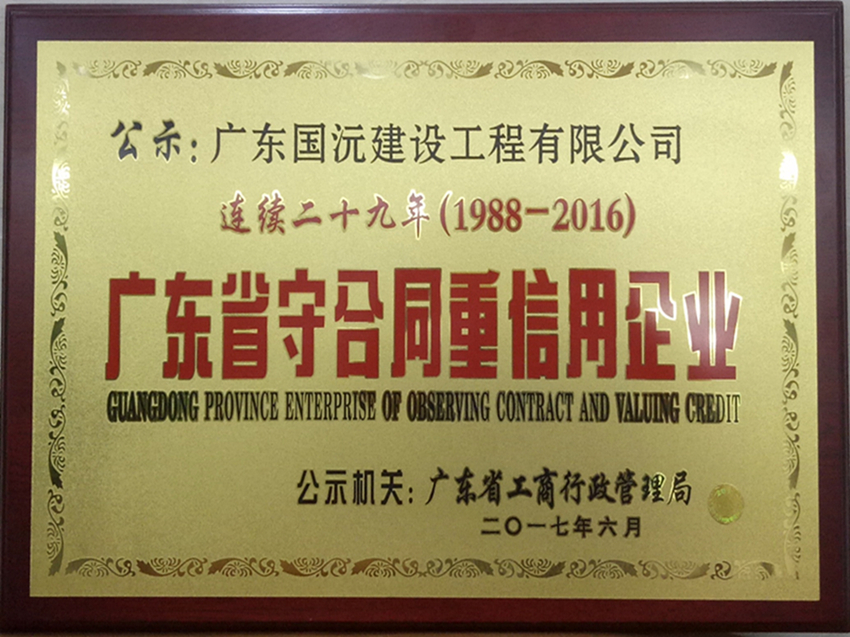 公示:广东国沅建设工程有限公司
连续二十九年(1988-2016)
广东省守合同重信用企业
GUANGDONG PROVINCE ENTERPRISE OF OBSERVING CONTRACT AND VALUING CREDIT
公示机关:广东省工商行政管理局
二〇一七年六月